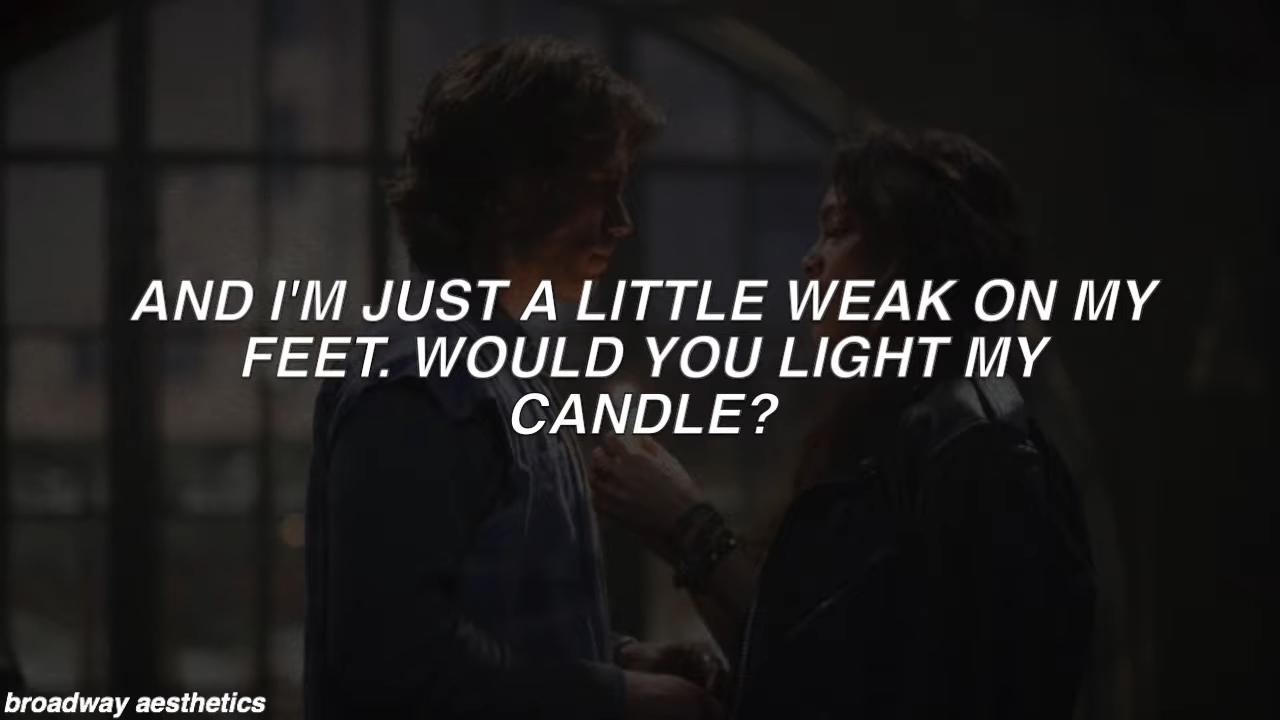 AND I'M JUST A LITTLE WEAK ON MY
FEET. WOULD YOU LIGHT MY
CANDLE?
broadway aesthetics